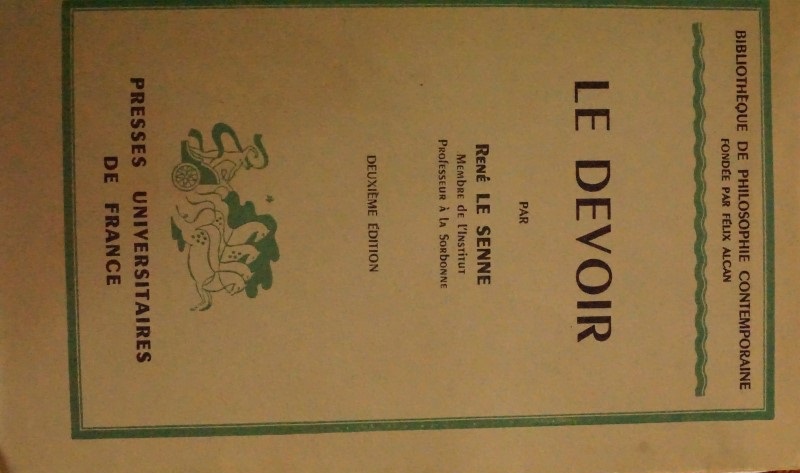 BIBLIOTHÈQUE DE PHILOSOPHIE CONTEMPORAINE
FONDÉE PAR FÉLIX ALCAN
LE DEVOIR
PAR
René LE SENNE
Membre de l'Institut
Professeur à la Sorbonne
DEUXIÈME ÉDITION
PRESSES UNIVERSITAIRES
DE FRANCE